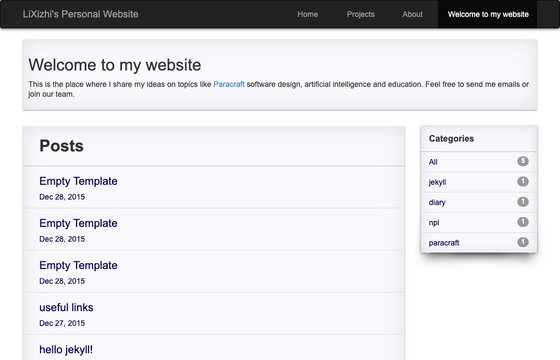 LiXizhi's Personal Website
Home
Projects
About
Welcome to my website
Welcome to my website
This is the place where I share my ideas on topics like Paracraft software design, artificial intelligence and education. Feel free to send me emails or
join our team.
Posts
Empty Template
Dec 28, 2015
Empty Template
Dec 28, 2015
Empty Template
Dec 28, 2015
useful links
Dec 27, 2015
hello jekyll!
Categories
All 5
jekyll 1
diary 1
npl 1
paracraft 1